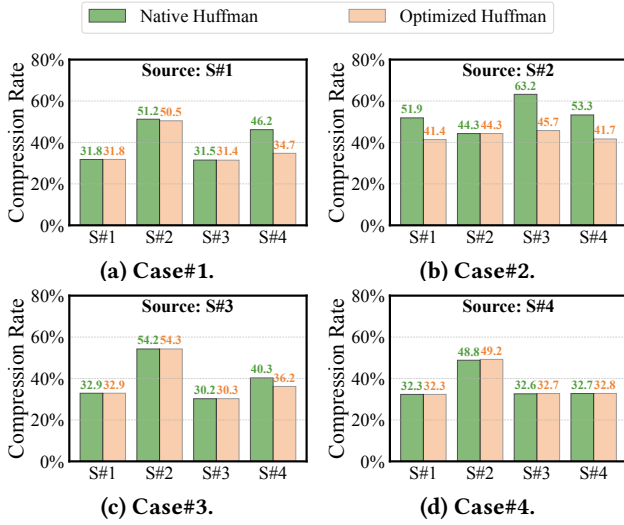 Native Huffman Optimized Huffman
Source: S#1
Compression Rate
80%
60%
40%
20%
0%
31.8 31.8
51.2 50.5
31.5 31.4
46.2 34.7
S#1 S#2 S#3 S#4
(a) Case#1.
Source: S#2
Compression Rate
80%
60%
40%
20%
0%
51.9 41.4
44.3 44.3
63.2 45.7
53.3 41.7
S#1 S#2 S#3 S#4
(b) Case#2.
Source: S#3
Compression Rate
80%
60%
40%
20%
0%
32.9 32.9
54.2 54.3
30.2 30.3
40.3 36.2
S#1 S#2 S#3 S#4
(c) Case#3.
Source: S#4
Compression Rate
80%
60%
40%
20%
0%
32.3 32.3
48.8 49.2
32.6 32.7
32.7 32.8
S#1 S#2 S#3 S#4
(d) Case#4.